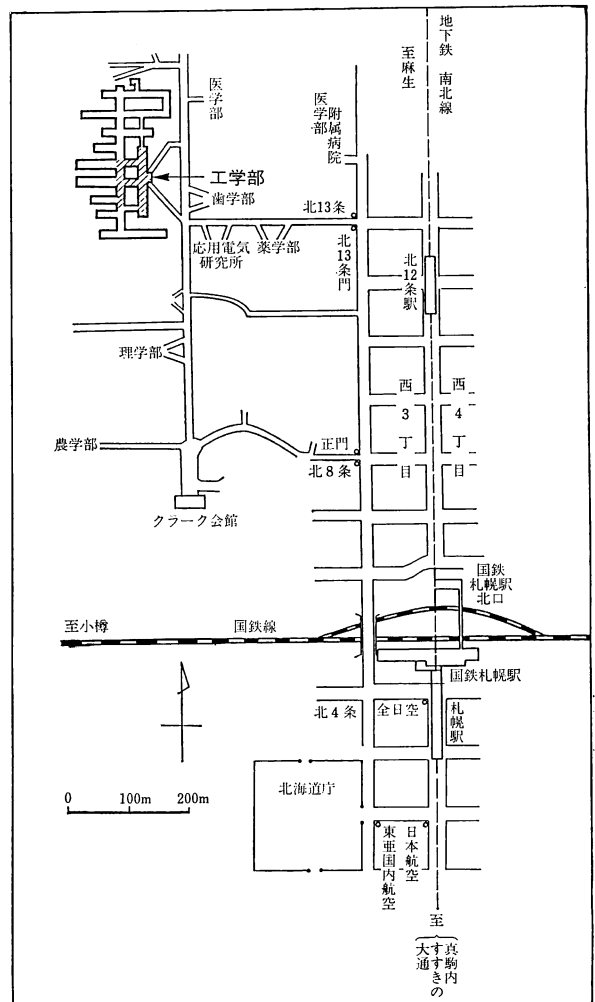 地下鉄 南北線
至麻生
医学部
医学部
附属病院
工学部
歯学部
北13条
応用電気
研究所
薬学部
北13条門
北12条駅
理学部
西3丁目
西4丁目
農学部
正門
北8条
クラーク会館
国鉄
札幌駅
北口
至小樽
国鉄線
国鉄札幌駅
北4条
全日空
札幌駅
0 100m 200m
北海道庁
日本航空
東亜国内航空
至
真駒内
すすきの
大通